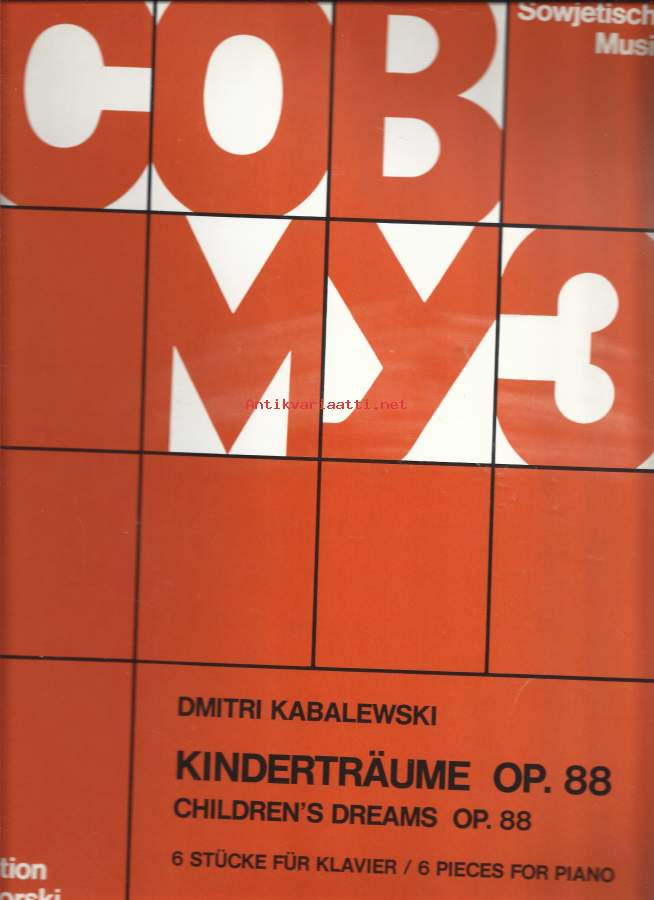 СОВ
Sowjetisch
Musi
МУЗ
Antikvariaatti.net
DMITRI KABALEWSKI
KINDERTRÄUME OP. 88
CHILDREN'S DREAMS OP. 88
6 STÜCKE FÜR KLAVIER / 6 PIECES FOR PIANO
tion
orski